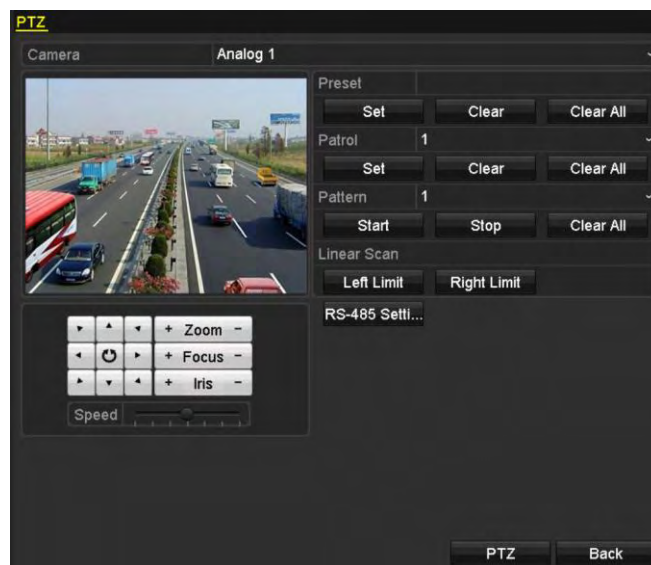 PTZ
Camera Analog 1
Preset
Set Clear Clear All
Patrol 1
Set Clear Clear All
Pattern 1
Start Stop Clear All
Linear Scan
Left Limit Right Limit
RS-485 Setti...
+ Zoom -
+ Focus -
+ Iris -
Speed
PTZ Back